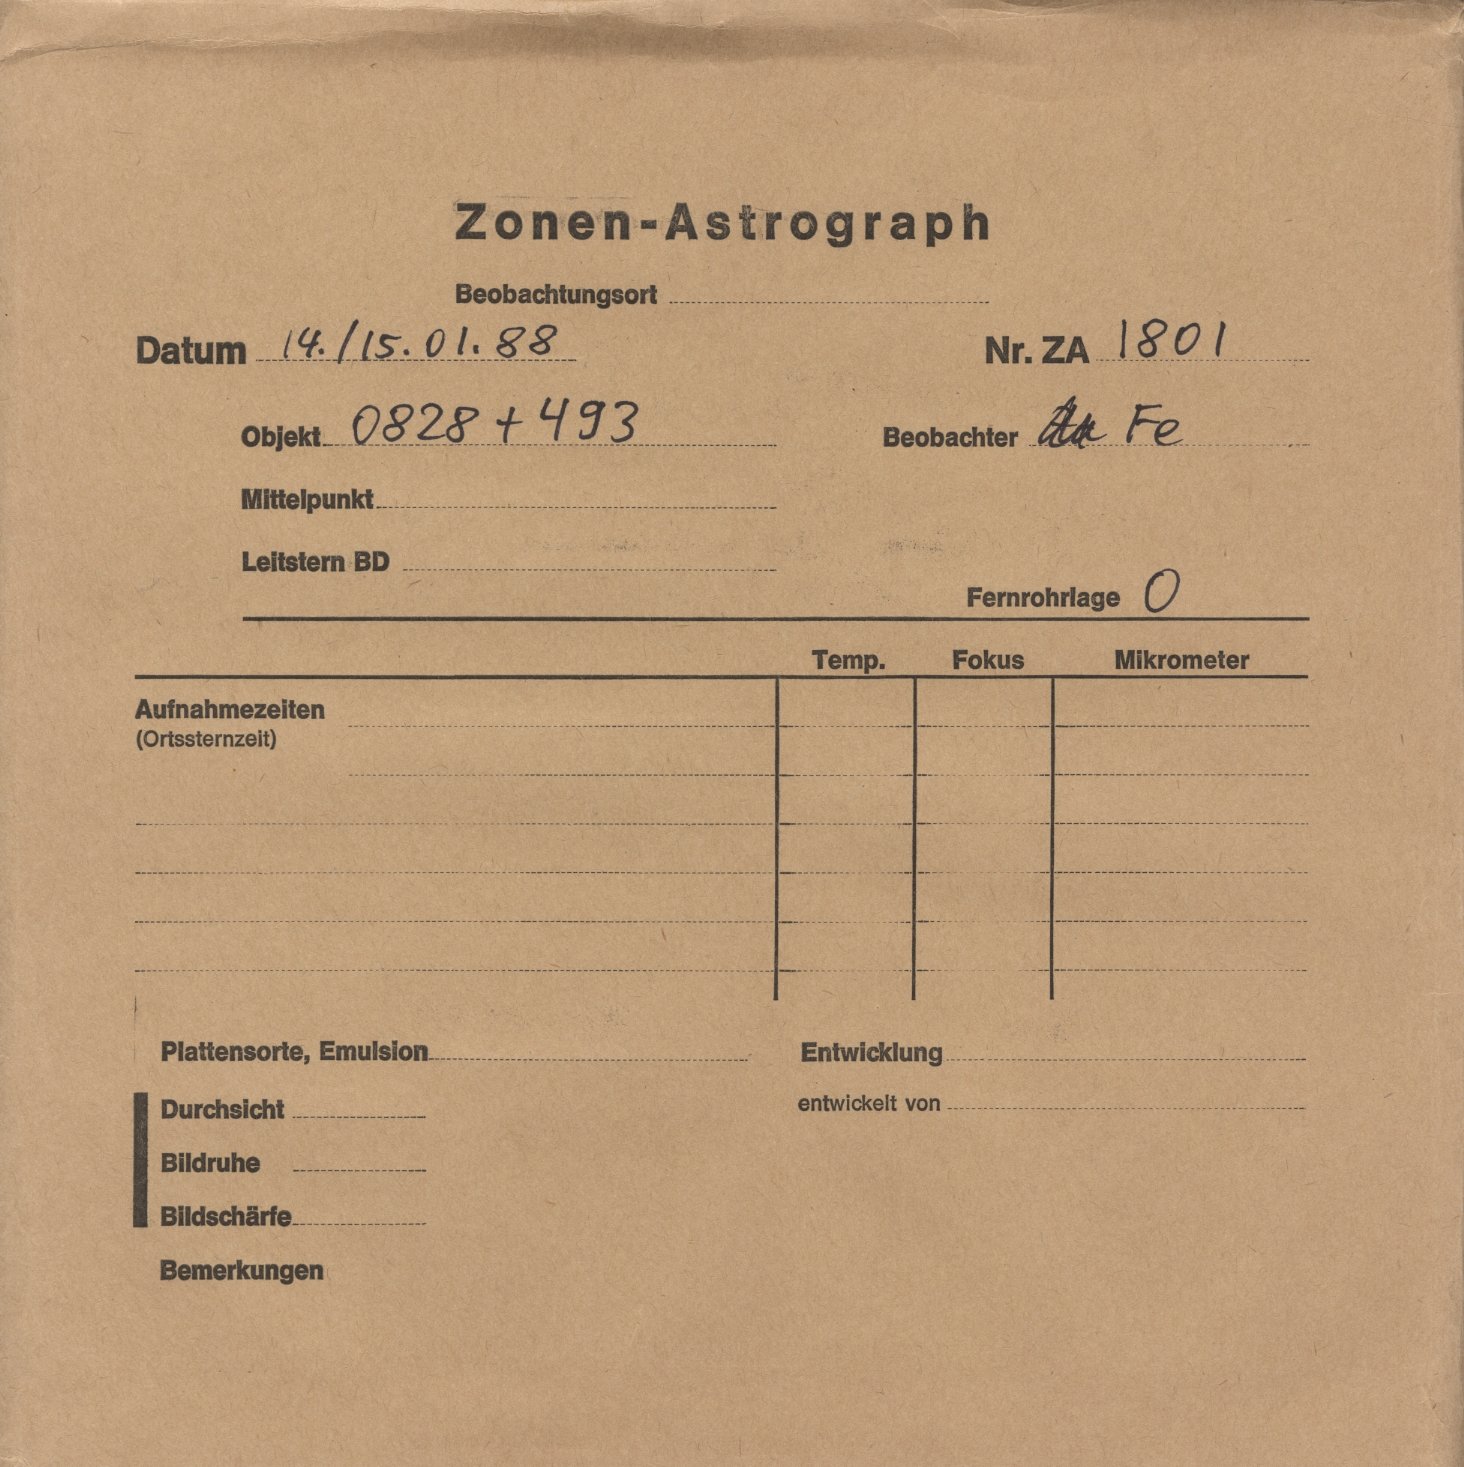 Zonen-Astrograph
Beobachtungsort
Datum 14./15.01.88 Nr. ZA 1801
Objekt 0828+493 Beobachter Fe
Mittelpunkt
Leitstern BD
Fernrohrlage O
Temp. Fokus Mikrometer
Aufnahmezeiten
(Ortssternzeit)
Plattensorte, Emulsion Entwicklung
Durchsicht entwickelt von
Bildruhe
Bildschärfe
Bemerkungen